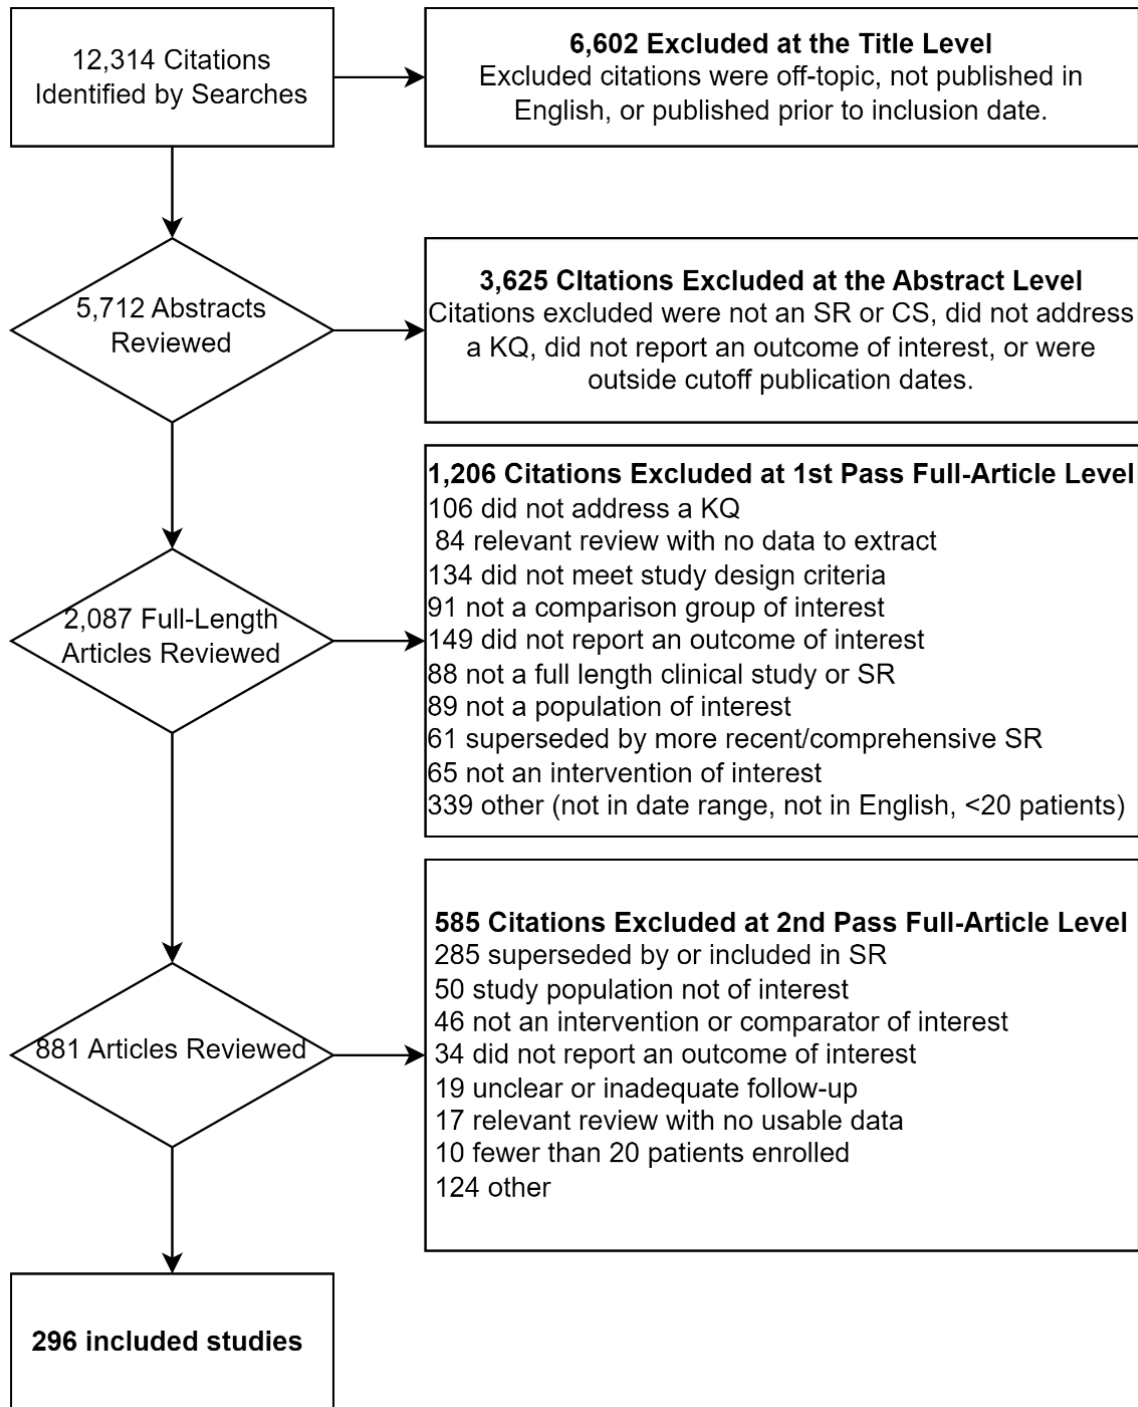 12,314 Citations
Identified by Searches
6,602 Excluded at the Title Level
Excluded citations were off-topic, not published in
English, or published prior to inclusion date.
5,712 Abstracts
Reviewed
3,625 CItations Excluded at the Abstract Level
Citations excluded were not an SR or CS, did not address
a KQ, did not report an outcome of interest, or were
outside cutoff publication dates.
2,087 Full-Length
Articles Reviewed
1,206 Citations Excluded at 1st Pass Full-Article Level
106 did not address a KQ
84 relevant review with no data to extract
134 did not meet study design criteria
91 not a comparison group of interest
149 did not report an outcome of interest
88 not a full length clinical study or SR
89 not a population of interest
61 superseded by more recent/comprehensive SR
65 not an intervention of interest
339 other (not in date range, not in English, <20 patients)
881 Articles Reviewed
585 Citations Excluded at 2nd Pass Full-Article Level
285 superseded by or included in SR
50 study population not of interest
46 not an intervention or comparator of interest
34 did not report an outcome of interest
19 unclear or inadequate follow-up
17 relevant review with no usable data
10 fewer than 20 patients enrolled
124 other
296 included studies